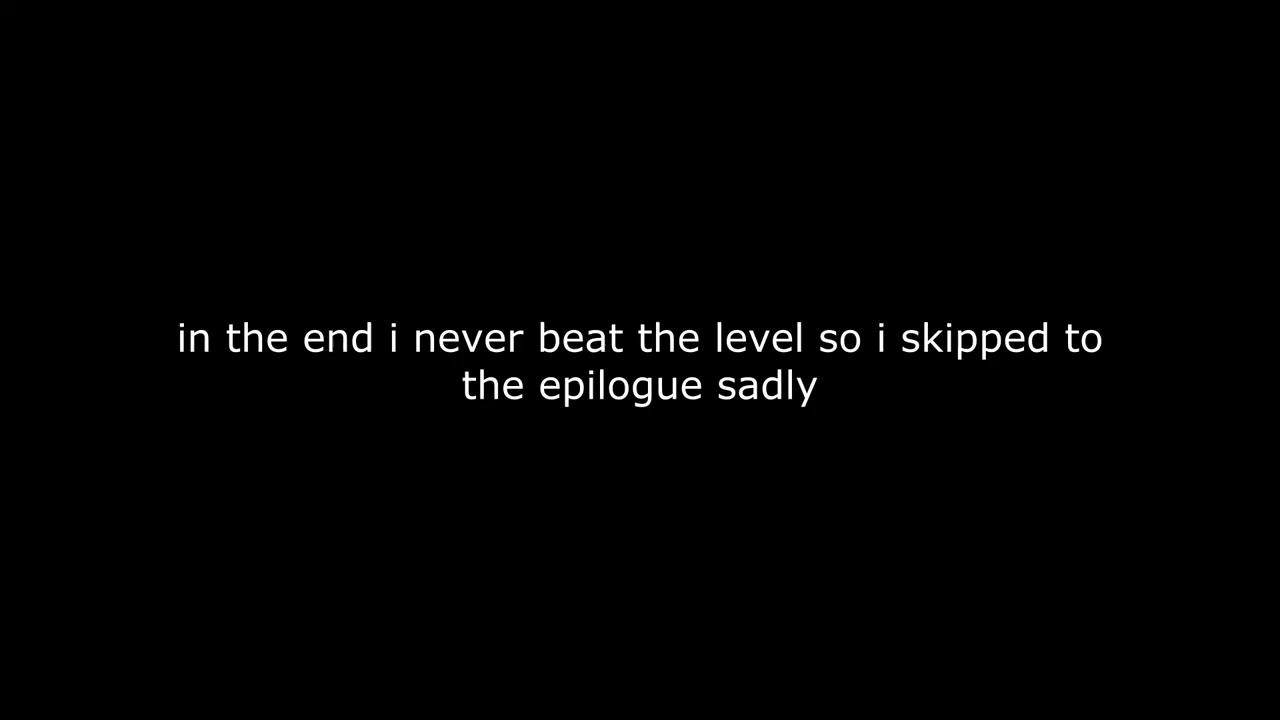 in the end i never beat the level so i skipped to
the epilogue sadly